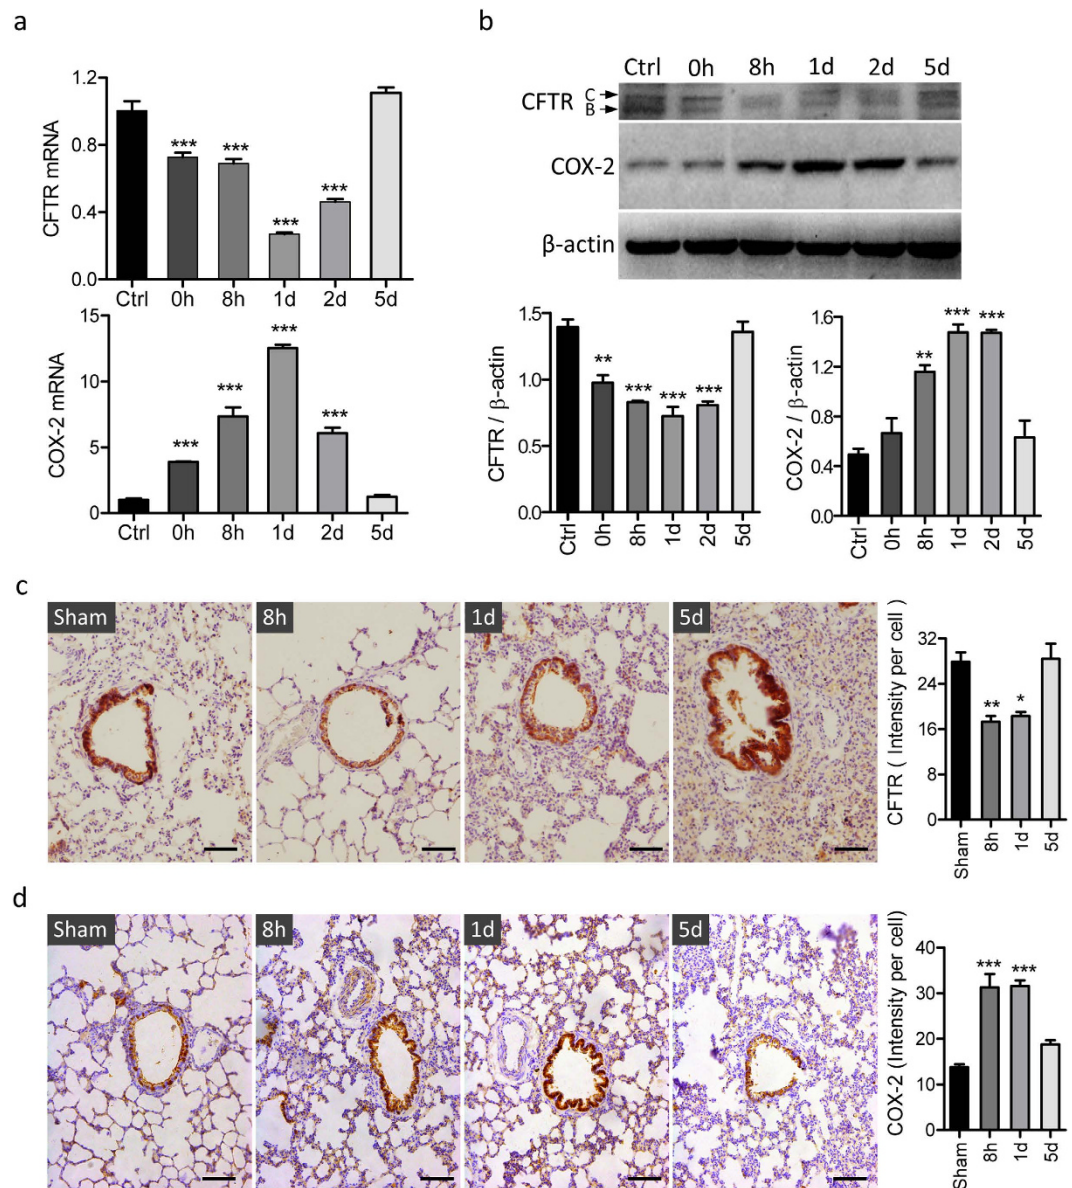 a
CFTR mRNA
1.2
0.8
0.4
0.0
***
***
***
***
Ctrl 0h 8h 1d 2d 5d
COX-2 mRNA
15
10
5
0
***
***
***
***
Ctrl 0h 8h 1d 2d 5d
b
Ctrl 0h 8h 1d 2d 5d
CFTR C B
COX-2
β-actin
CFTR / β-actin
1.5
1.0
0.5
0.0
** *** *** ***
Ctrl 0h 8h 1d 2d 5d
COX-2 / β-actin
1.6
1.2
0.8
0.4
0.0
** *** ***
Ctrl 0h 8h 1d 2d 5d
c
Sham 8h 1d 5d
CFTR ( Intensity per cell )
32
24
16
8
0
** *
Sham 8h 1d 5d
d
Sham 8h 1d 5d
COX-2 (Intensity per cell)
40
30
20
10
0
*** ***
Sham 8h 1d 5d